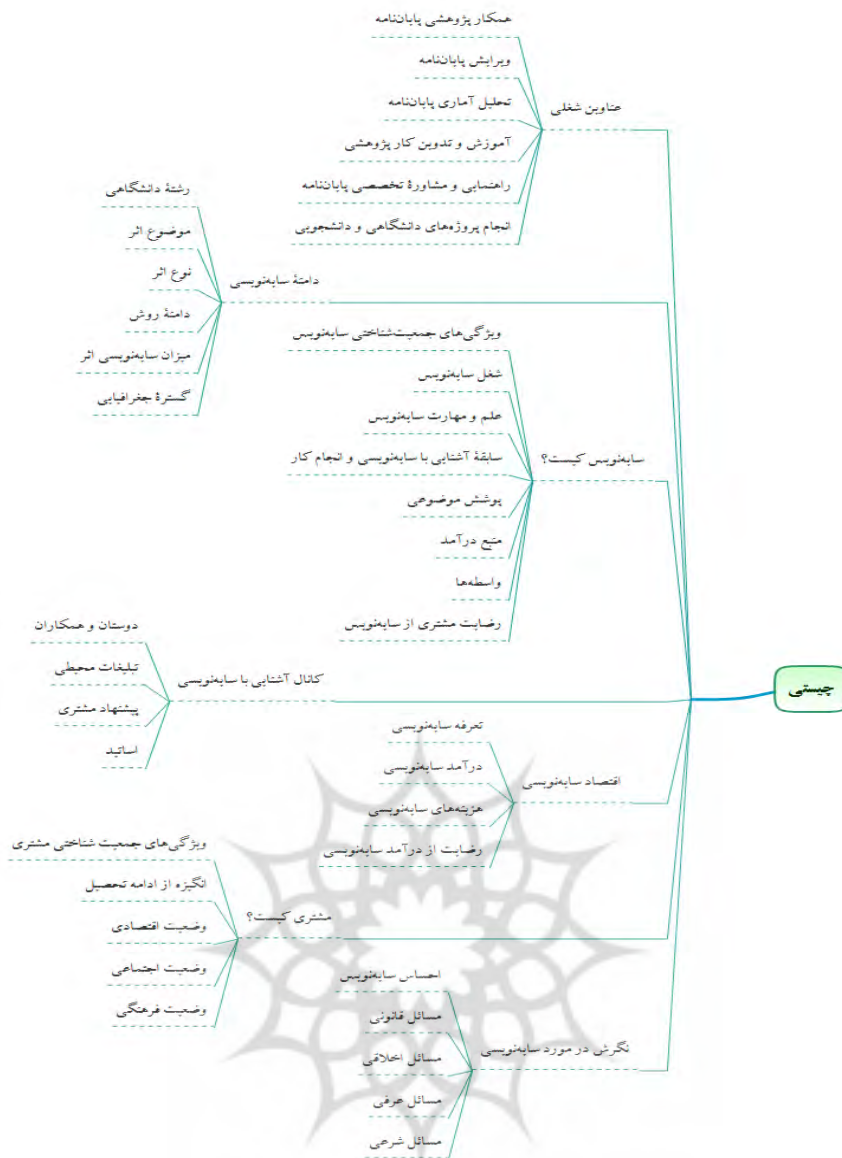 چیستی
عناوین شغلی
همکار پژوهشی پایان‌نامه
ویرایش پایان‌نامه
تحلیل آماری پایان‌نامه
آموزش و تدوین کار پژوهشی
راهنمایی و مشاورهٔ تخصصی پایان‌نامه
انجام پروژه‌های دانشگاهی و دانشجویی
دامنهٔ سایه‌نویسی
رشتهٔ دانشگاهی
موضوع اثر
نوع اثر
دامنهٔ روش
میزان سایه‌نویسی اثر
گسترهٔ جغرافیایی
سایه‌نویس کیست؟
ویژگی‌های جمعیت‌شناختی سایه‌نویس
شغل سایه‌نویس
علم و مهارت سایه‌نویس
سابقهٔ آشنایی با سایه‌نویسی و انجام کار
پوشش موضوعی
منبع درآمد
واسطه‌ها
رضایت مشتری از سایه‌نویس
کانال آشنایی با سایه‌نویسی
دوستان و همکاران
تبلیغات محیطی
پیشنهاد مشتری
اساتید
اقتصاد سایه‌نویسی
تعرفه سایه‌نویسی
درآمد سایه‌نویسی
هزینه‌های سایه‌نویسی
رضایت از درآمد سایه‌نویسی
مشتری کیست؟
ویژگی‌های جمعیت شناختی مشتری
انگیزه از ادامه تحصیل
وضعیت اقتصادی
وضعیت اجتماعی
وضعیت فرهنگی
نگرش در مورد سایه‌نویسی
احساس سایه‌نویس
مسائل قانونی
مسائل اخلاقی
مسائل عرفی
مسائل شرعی